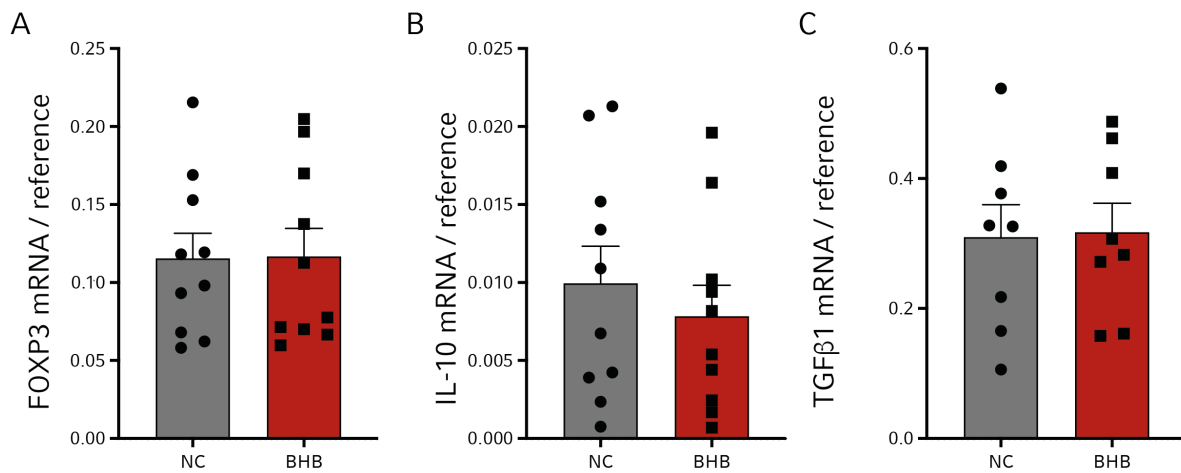 A
FOXP3 mRNA / reference
0.25
0.20
0.15
0.10
0.05
0.00
NC
BHB
B
IL-10 mRNA / reference
0.025
0.020
0.015
0.010
0.005
0.000
NC
BHB
C
TGFβ1 mRNA / reference
0.6
0.4
0.2
0.0
NC
BHB